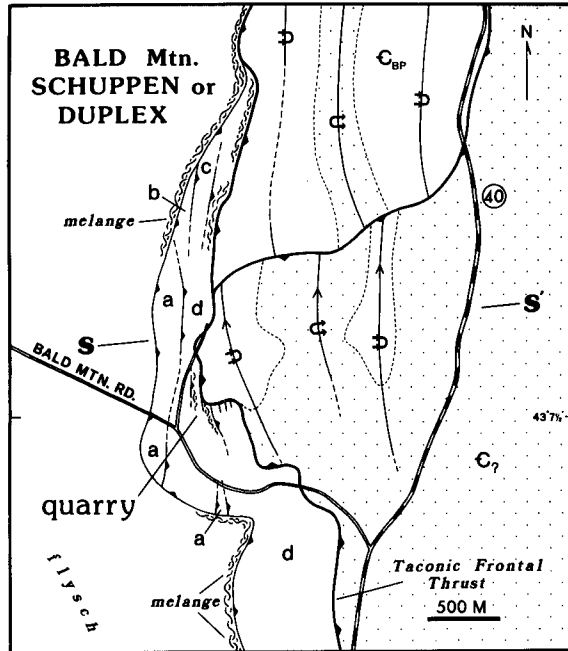 BALD Mtn.
SCHUPPEN or
DUPLEX
N
Є BP
40
c
b
melange
a
d
S
S'
BALD MTN. RD.
43°7½'
a
Є ?
quarry
a
d
flysch
melange
Taconic Frontal
Thrust
500 M